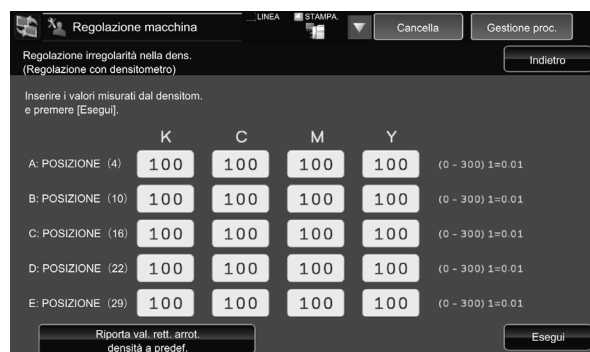 Regolazione macchina
LINEA
STAMPA.
Cancella
Gestione proc.
Regolazione irregolarità nella dens.
(Regolazione con densitometro)
Indietro
Inserire i valori misurati dal densitom.
e premere [Esegui].
K C M Y
A: POSIZIONE (4) 100 100 100 100 (0 - 300) 1=0.01
B: POSIZIONE (10) 100 100 100 100 (0 - 300) 1=0.01
C: POSIZIONE (16) 100 100 100 100 (0 - 300) 1=0.01
D: POSIZIONE (22) 100 100 100 100 (0 - 300) 1=0.01
E: POSIZIONE (29) 100 100 100 100 (0 - 300) 1=0.01
Riporta val. rett. arrot.
densità a predef.
Esegui